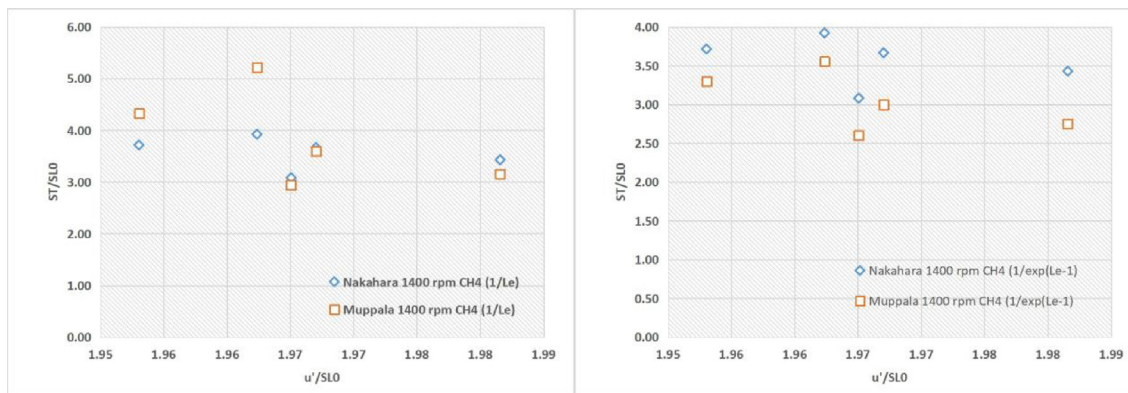 6.00
5.00
4.00
3.00
2.00
1.00
0.00
ST/SL0
Nakahara 1400 rpm CH4 (1/Le)
Muppala 1400 rpm CH4 (1/Le)
1.95 1.96 1.96 1.97 1.97 1.98 1.98 1.99
u'/SL0
4.00
3.50
3.00
2.50
2.00
1.50
1.00
0.50
0.00
ST/SL0
Nakahara 1400 rpm CH4 (1/exp(Le-1)
Muppala 1400 rpm CH4 (1/exp(Le-1)
1.95 1.96 1.96 1.97 1.97 1.98 1.98 1.99
u'/SL0